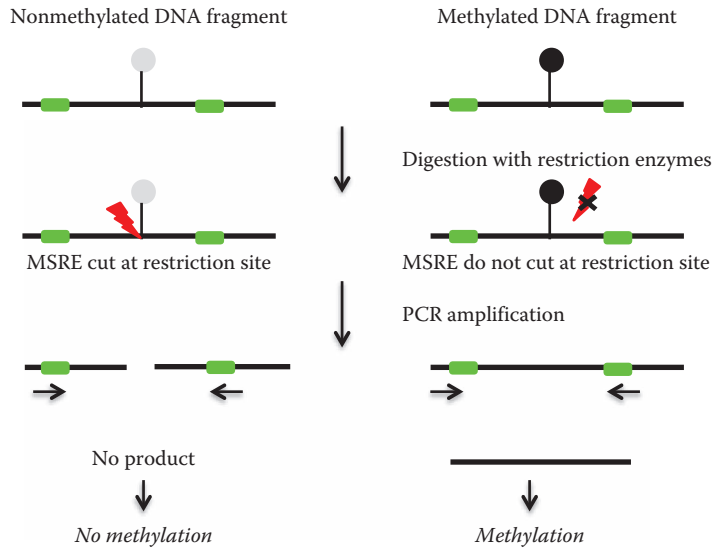 Nonmethylated DNA fragment
Methylated DNA fragment
Digestion with restriction enzymes
MSRE cut at restriction site
MSRE do not cut at restriction site
PCR amplification
No product
No methylation
Methylation